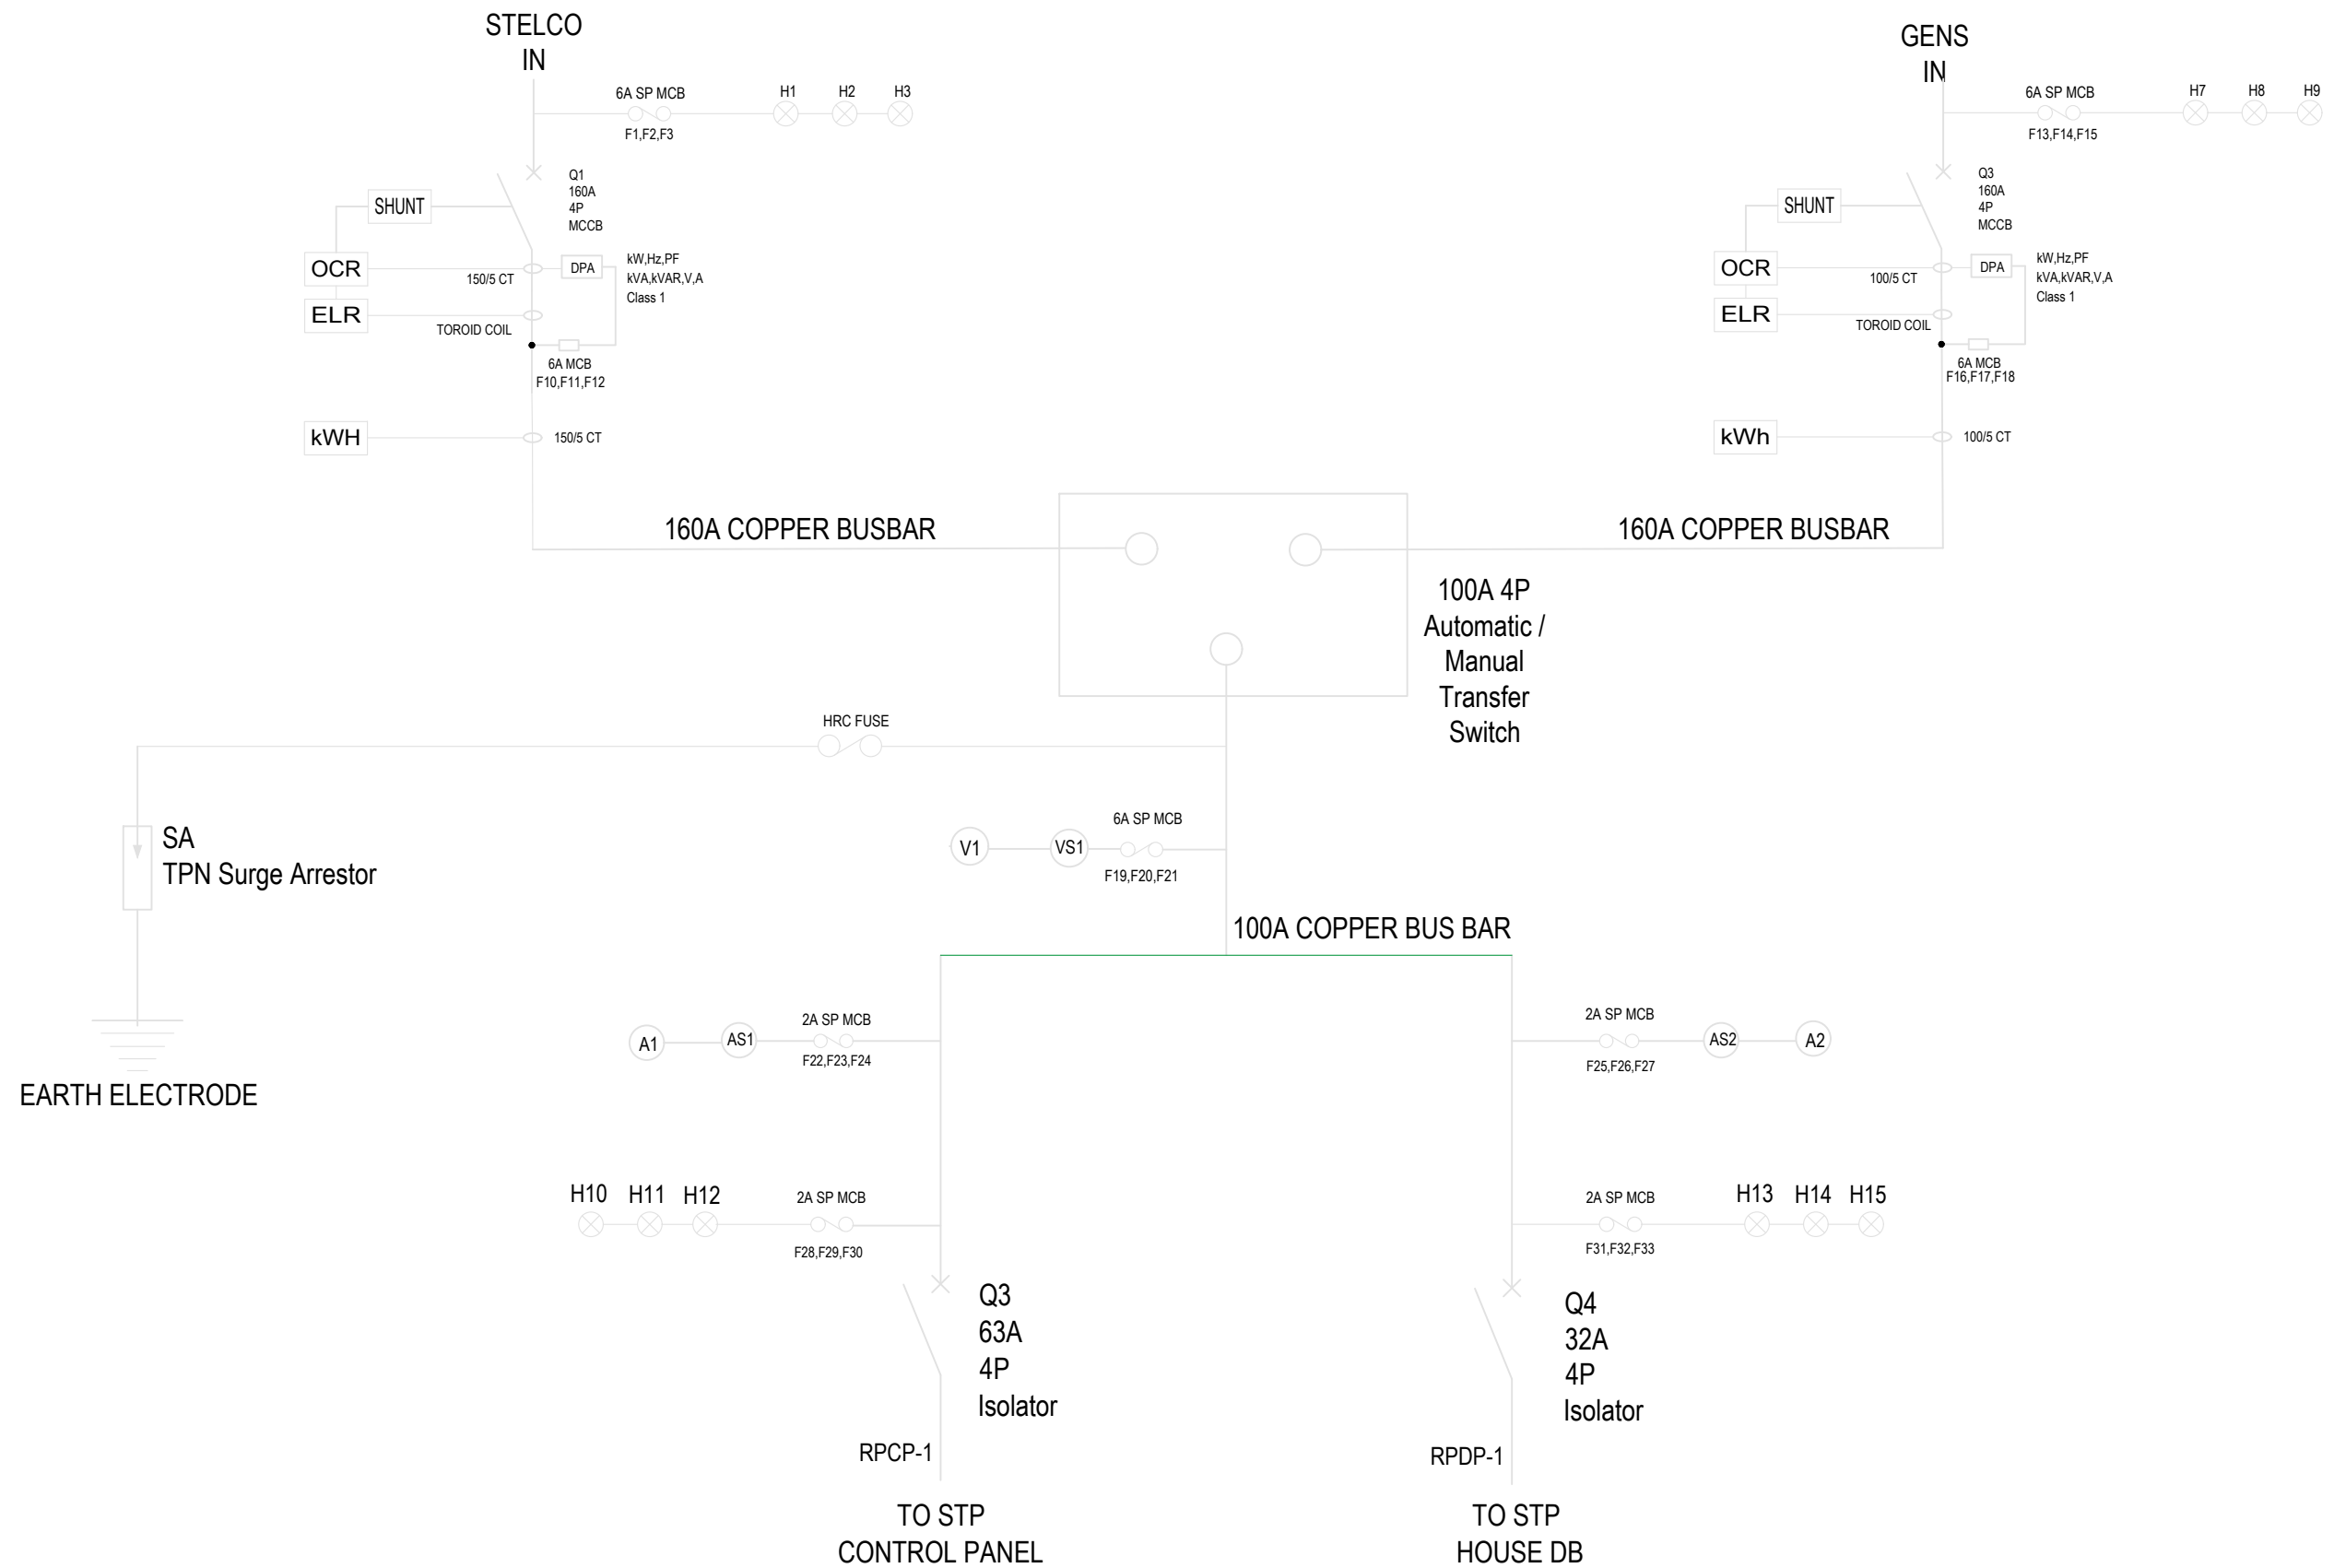 STELCO
IN
6A SP MCB
F1,F2,F3
H1
H2
H3
Q1
160A
4P
MCCB
SHUNT
OCR
ELR
150/5 CT
TOROID COIL
DPA
kW,Hz,PF
kVA,kVAR,V,A
Class 1
6A MCB
F10,F11,F12
kWH
150/5 CT
GENS
IN
6A SP MCB
F13,F14,F15
H7
H8
H9
Q3
160A
4P
MCCB
SHUNT
OCR
ELR
100/5 CT
TOROID COIL
DPA
kW,Hz,PF
kVA,kVAR,V,A
Class 1
6A MCB
F16,F17,F18
kWh
100/5 CT
160A COPPER BUSBAR
160A COPPER BUSBAR
100A 4P
Automatic /
Manual
Transfer
Switch
HRC FUSE
SA
TPN Surge Arrestor
EARTH ELECTRODE
V1
VS1
6A SP MCB
F19,F20,F21
100A COPPER BUS BAR
A1
AS1
2A SP MCB
F22,F23,F24
2A SP MCB
F25,F26,F27
AS2
A2
H10
H11
H12
2A SP MCB
F28,F29,F30
2A SP MCB
F31,F32,F33
H13
H14
H15
Q3
63A
4P
Isolator
RPCP-1
TO STP
CONTROL PANEL
Q4
32A
4P
Isolator
RPDP-1
TO STP
HOUSE DB